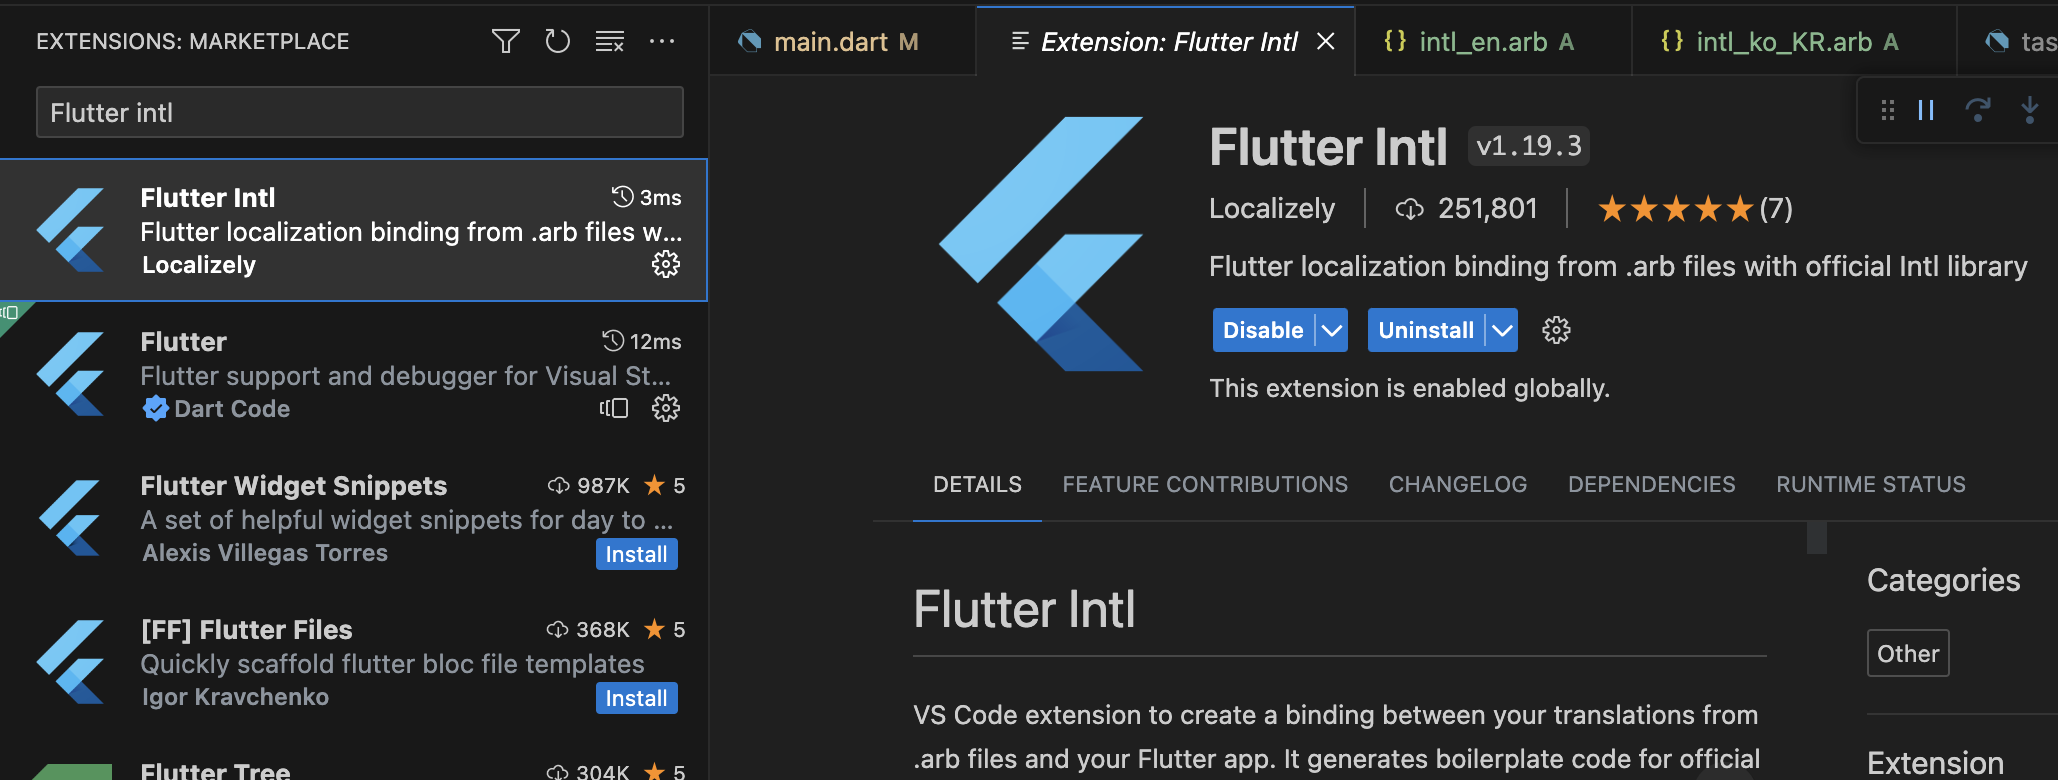 EXTENSIONS: MARKETPLACE
Flutter intl
Flutter Intl
3ms
Flutter localization binding from .arb files w...
Localizely
Flutter
12ms
Flutter support and debugger for Visual St...
Dart Code
Flutter Widget Snippets
987K
5
A set of helpful widget snippets for day to ...
Alexis Villegas Torres
Install
[FF] Flutter Files
368K
5
Quickly scaffold flutter bloc file templates
Igor Kravchenko
Install
Flutter Tree
304K
5
main.dart M
Extension: Flutter Intl
{} intl_en.arb A
{} intl_ko_KR.arb A
tas
Flutter Intl
v1.19.3
Localizely
251,801
(7)
Flutter localization binding from .arb files with official Intl library
Disable
Uninstall
This extension is enabled globally.
DETAILS
FEATURE CONTRIBUTIONS
CHANGELOG
DEPENDENCIES
RUNTIME STATUS
Flutter Intl
VS Code extension to create a binding between your translations from
.arb files and your Flutter app. It generates boilerplate code for official
Categories
Other
Extension